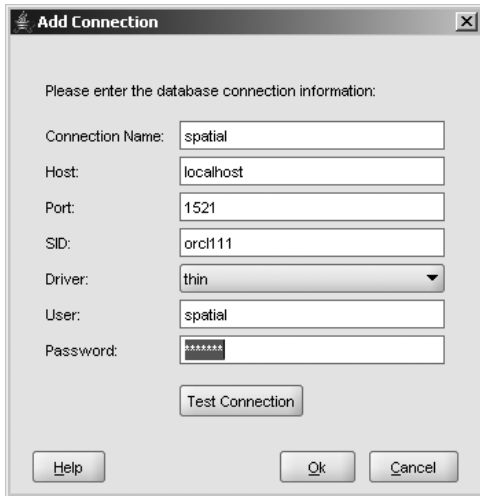 Add Connection
Please enter the database connection information:
Connection Name: spatial
Host: localhost
Port: 1521
SID: orcl111
Driver: thin
User: spatial
Password: *******
Test Connection
Help Ok Cancel